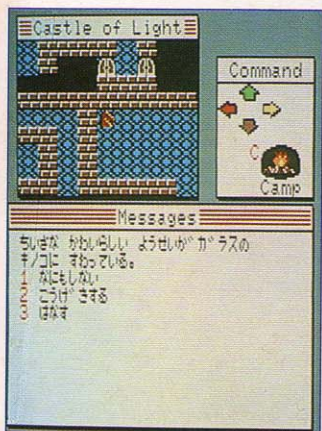 Castle of Light
Command
C
Camp
Messages
ちいさな かわいらしい ようせいが ガラスの
キノコに すわっている。
1 なにもしない
2 こうげきする
3 はなす